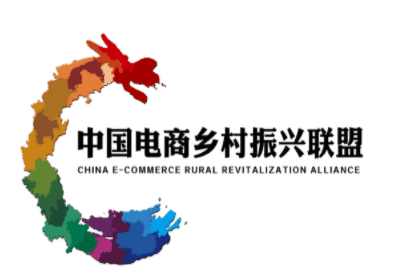 中国电商乡村振兴联盟
CHINA E-COMMERCE RURAL REVITALIZATION ALLIANCE